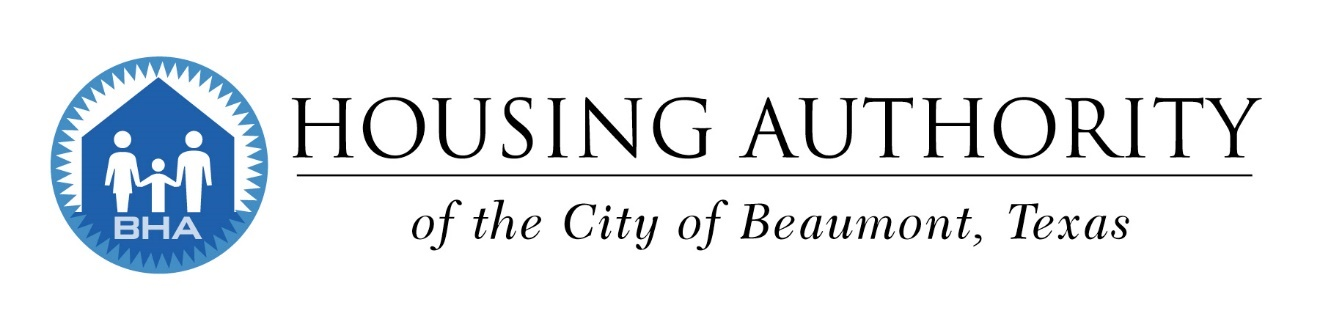 BHA
HOUSING AUTHORITY
of the City of Beaumont, Texas